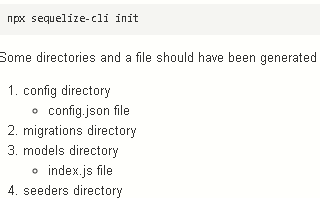 npx sequelize-cli init
Some directories and a file should have been generated
1. config directory
config.json file
2. migrations directory
3. models directory
index.js file
4. seeders directory